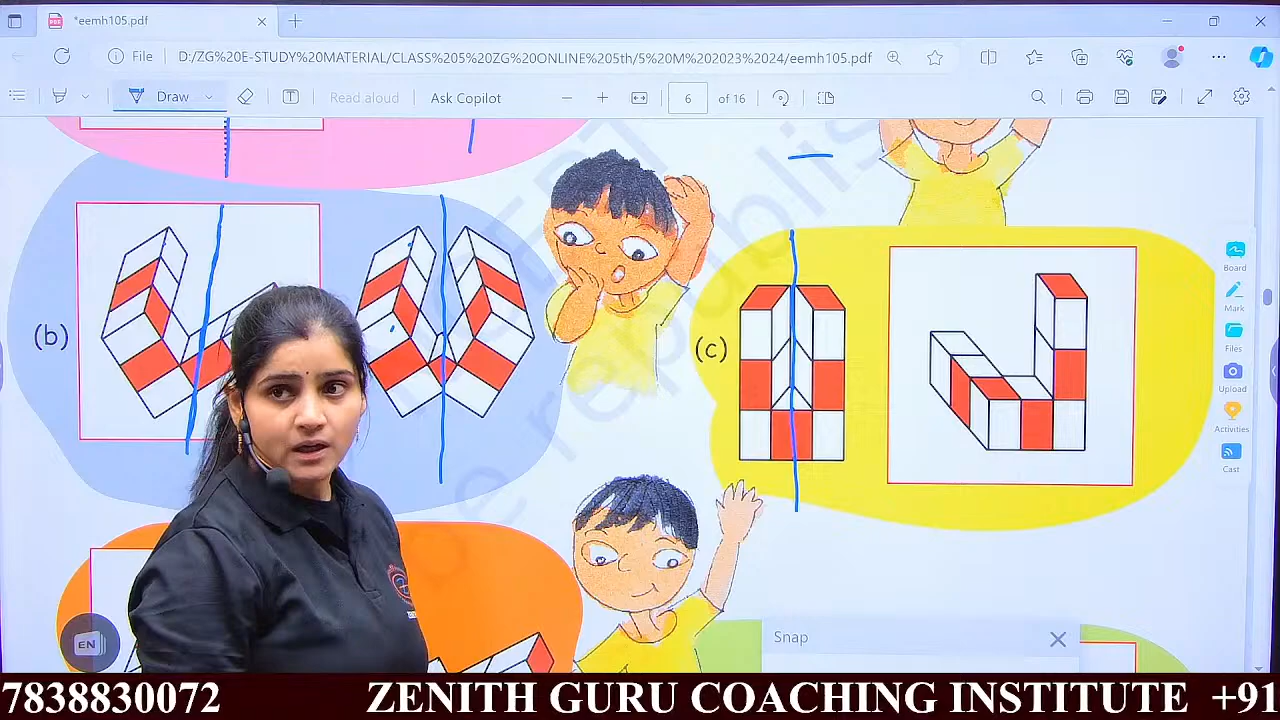 *eemh105.pdf
File D:/ZG%20E-STUDY%20MATERIAL/CLASS%205%20ZG%20ONLINE%205th/5%20M%202023%2024/eemh105.pdf
Draw Read aloud Ask Copilot 6 of 16
republis
(b)
(c)
Board
Mark
Files
Upload
Activities
Cast
EN
Snap
7838830072 ZENITH GURU COACHING INSTITUTE +91